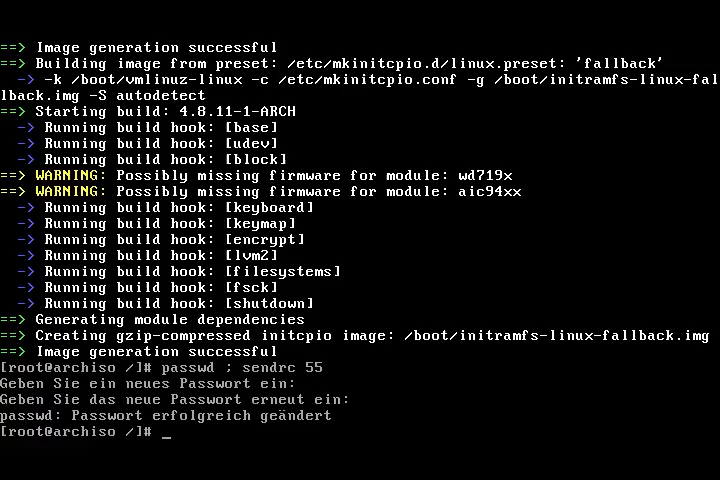 ==> Image generation successful
==> Building image from preset: /etc/mkinitcpio.d/linux.preset: 'fallback'
  -> -k /boot/vmlinuz-linux -c /etc/mkinitcpio.conf -g /boot/initramfs-linux-fal
lback.img -S autodetect
==> Starting build: 4.8.11-1-ARCH
  -> Running build hook: [base]
  -> Running build hook: [udev]
  -> Running build hook: [block]
==> WARNING: Possibly missing firmware for module: wd719x
==> WARNING: Possibly missing firmware for module: aic94xx
  -> Running build hook: [keyboard]
  -> Running build hook: [keymap]
  -> Running build hook: [encrypt]
  -> Running build hook: [lvm2]
  -> Running build hook: [filesystems]
  -> Running build hook: [fsck]
  -> Running build hook: [shutdown]
==> Generating module dependencies
==> Creating gzip-compressed initcpio image: /boot/initramfs-linux-fallback.img
==> Image generation successful
[root@archiso /]# passwd ; sendrc 55
Geben Sie ein neues Passwort ein:
Geben Sie das neue Passwort erneut ein:
passwd: Passwort erfolgreich geändert
[root@archiso /]# _